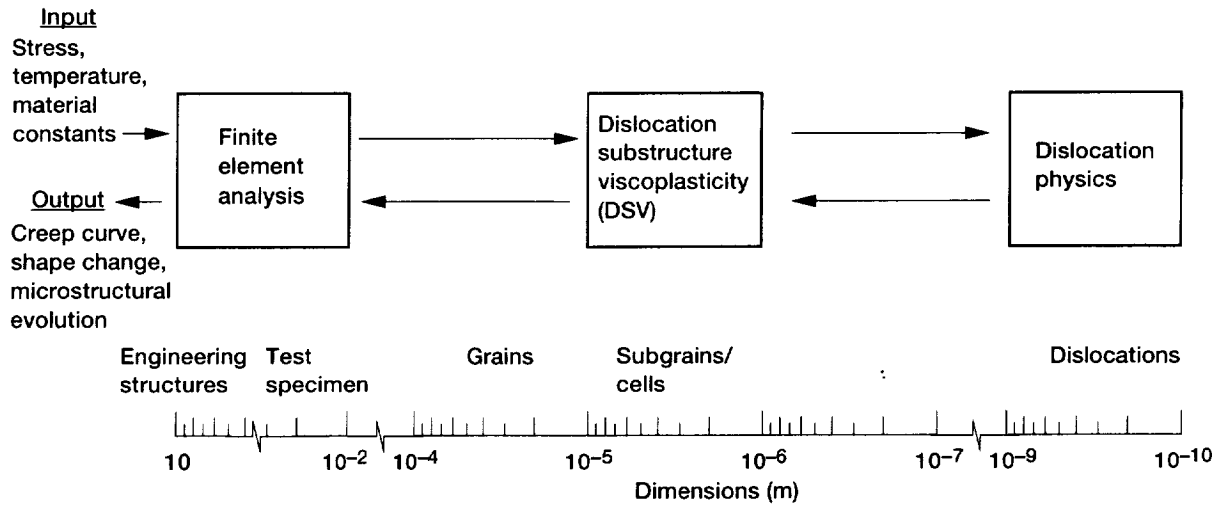 Input
Stress,
temperature,
material
constants
Output
Creep curve,
shape change,
microstructural
evolution
Finite
element
analysis
Dislocation
substructure
viscoplasticity
(DSV)
Dislocation
physics
Engineering
structures
Test
specimen
Grains
Subgrains/
cells
Dislocations
10 10⁻² 10⁻⁴ 10⁻⁵ 10⁻⁶ 10⁻⁷ 10⁻⁹ 10⁻¹⁰
Dimensions (m)